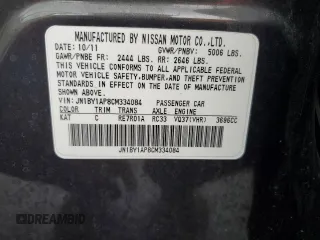 MANUFACTURED BY NISSAN MOTOR CO.,LTD.
DATE: 10/11 GVWR/PNBV: 5006 LBS.
GAWR/PNBE FR: 2444 LBS. RR: 2646 LBS.
THIS VEHICLE CONFORMS TO ALL APPLICABLE FEDERAL
MOTOR VEHICLE SAFETY,BUMPER,AND THEFT PREVENTION
STANDARDS IN EFFECT ON THE DATE OF MANUFACTURE
SHOWN ABOVE.
VIN:JN1BY1AP8CM334084 PASSENGER CAR
COLOR TRIM TRANS AXLE ENGINE
KAT C RE7R01A RC33 VQ37(VHR) 3696CC
JN1BY1AP8CM334084
DREAMBID